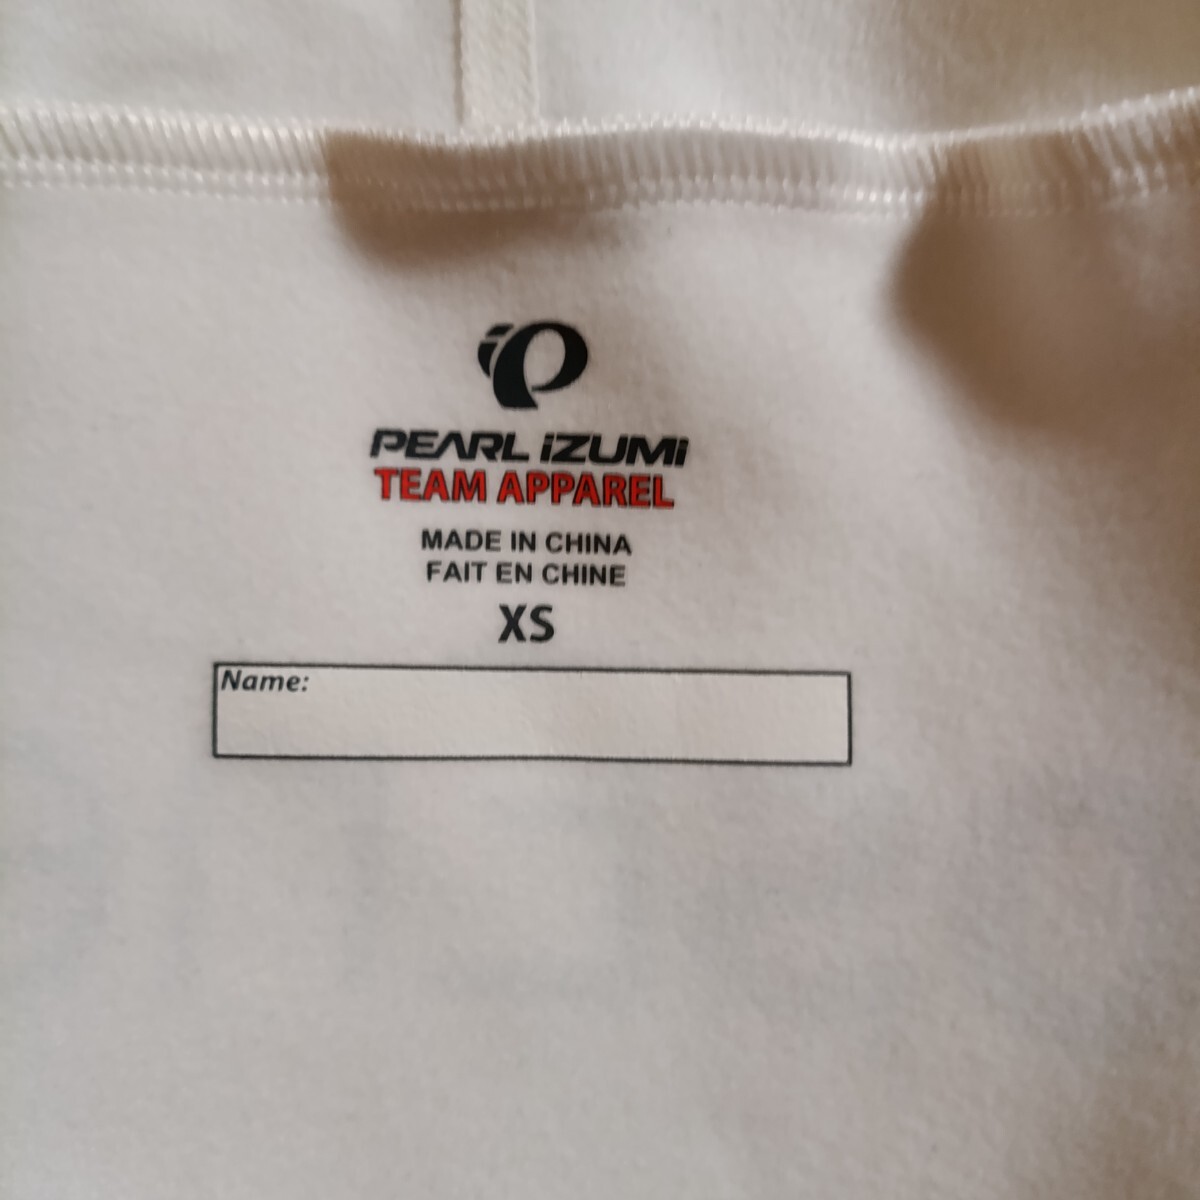 PEARL iZUMi
TEAM APPAREL
MADE IN CHINA
FAIT EN CHINE
XS
Name: